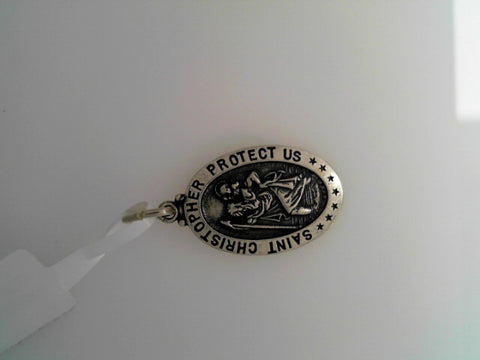 SAINT CHRISTOPHER PROTECT US